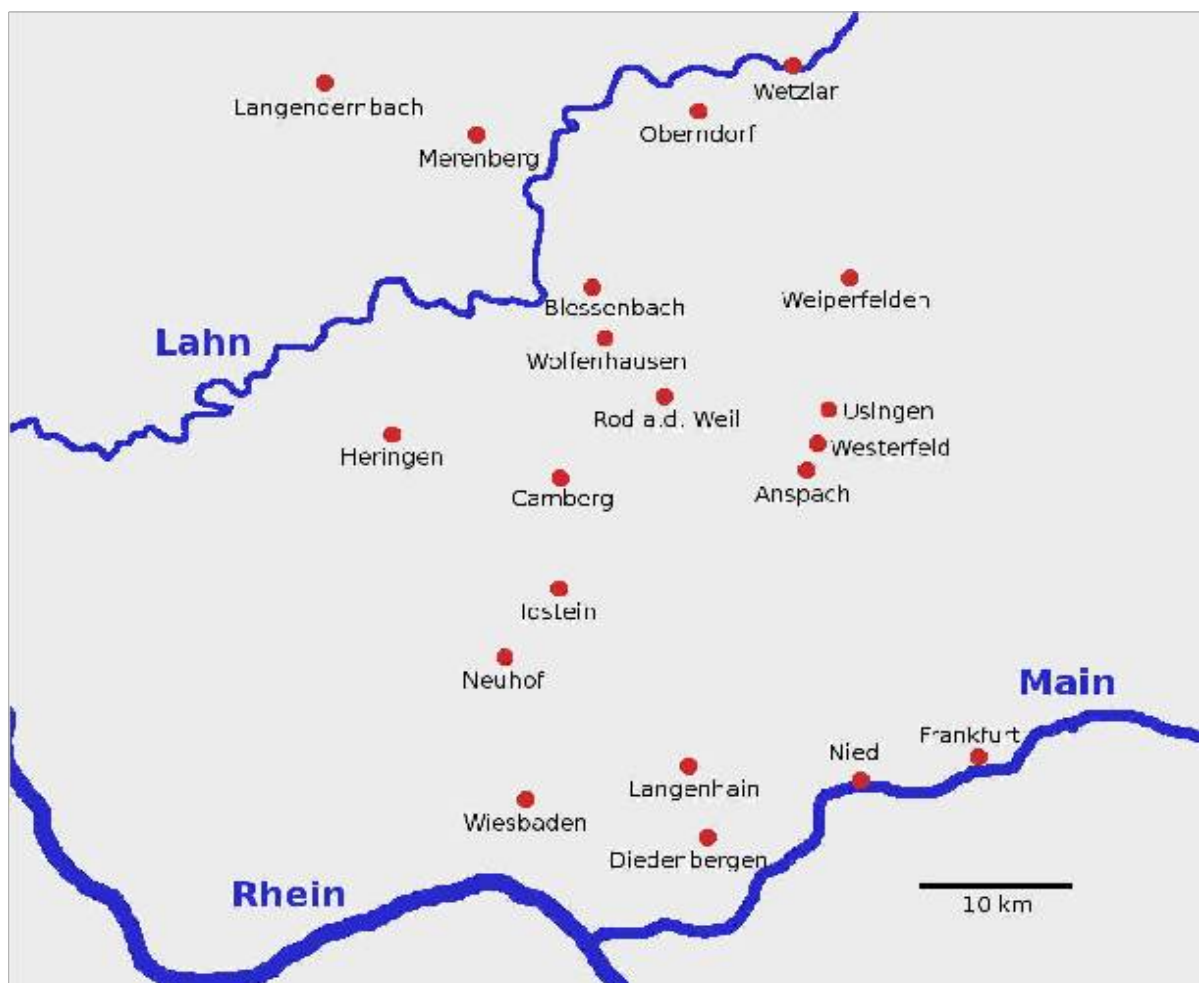 Wetzlar
Langendernbach
Oberndorf
Merenberg
Weiperfelden
Blessenbach
Lahn
Wolfenhausen
Rod a.d. Weil
Usingen
Westerfeld
Heringen
Camberg
Anspach
Idstein
Neuhof
Main
Frankfurt
Nied
Langenhain
Wiesbaden
Diedenbergen
Rhein
10 km